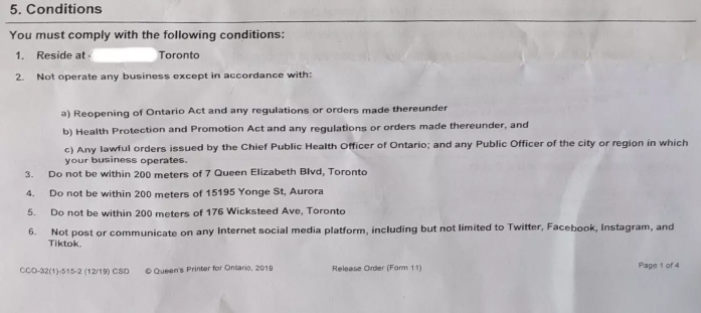 5. Conditions
You must comply with the following conditions:
1. Reside at Toronto
2. Not operate any business except in accordance with:
a) Reopening of Ontario Act and any regulations or orders made thereunder
b) Health Protection and Promotion Act and any regulations or orders made thereunder, and
c) Any lawful orders issued by the Chief Public Health Officer of Ontario; and any Public Officer of the city or region in which
your business operates.
3. Do not be within 200 meters of 7 Queen Elizabeth Blvd, Toronto
4. Do not be within 200 meters of 15195 Yonge St, Aurora
5. Do not be within 200 meters of 176 Wicksteed Ave, Toronto
6. Not post or communicate on any Internet social media platform, including but not limited to Twitter, Facebook, Instagram, and
Tiktok.
CCO-32(1)-515-2 (12/19) CSD © Queen's Printer for Ontario, 2019 Release Order (Form 11) Page 1 of 4